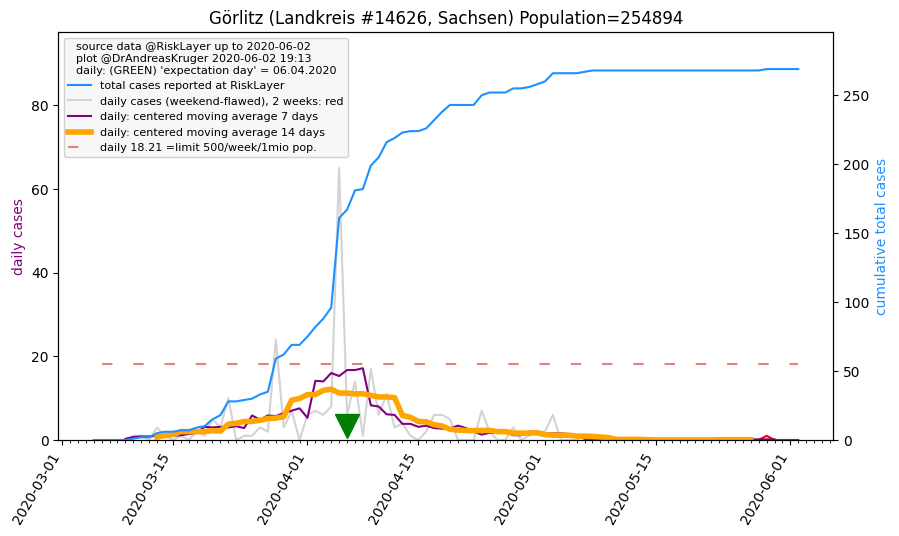 Görlitz (Landkreis #14626, Sachsen) Population=254894
source data @RiskLayer up to 2020-06-02
plot @DrAndreasKruger 2020-06-02 19:13
daily: (GREEN) 'expectation day' = 06.04.2020
total cases reported at RiskLayer
daily cases (weekend-flawed), 2 weeks: red
daily: centered moving average 7 days
daily: centered moving average 14 days
daily 18.21 =limit 500/week/1mio pop.
daily cases
80
60
40
20
0
cumulative total cases
250
200
150
100
50
0
2020-03-01
2020-03-15
2020-04-01
2020-04-15
2020-05-01
2020-05-15
2020-06-01